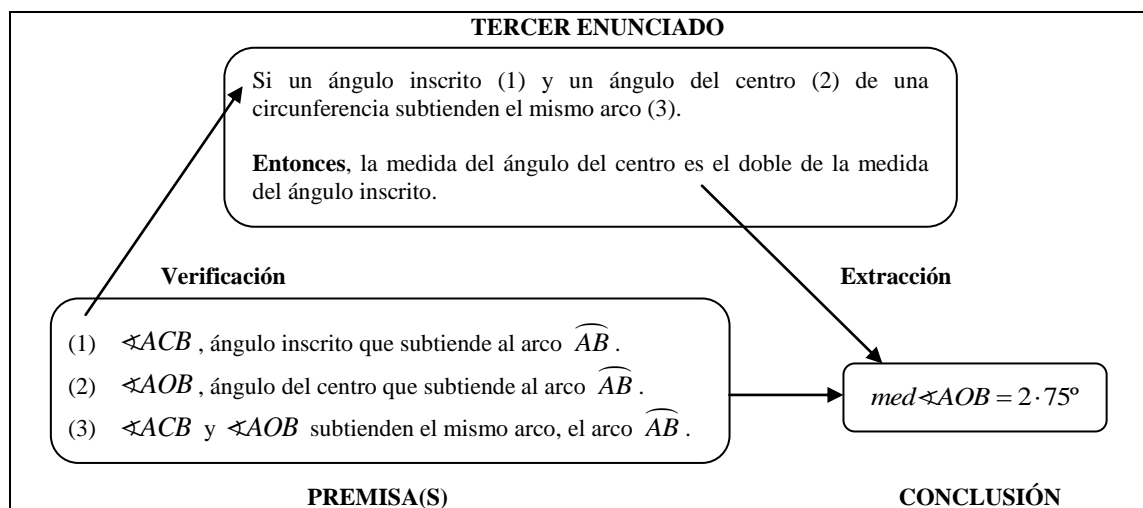 TERCER ENUNCIADO
Si un ángulo inscrito (1) y un ángulo del centro (2) de una
circunferencia subtienden el mismo arco (3).
Entonces, la medida del ángulo del centro es el doble de la medida
del ángulo inscrito.
Verificación
Extracción
(1) ∢ACB , ángulo inscrito que subtiende al arco \widehat{AB} .
(2) ∢AOB , ángulo del centro que subtiende al arco \widehat{AB} .
(3) ∢ACB y ∢AOB subtienden el mismo arco, el arco \widehat{AB} .
med∢AOB = 2·75º
PREMISA(S)
CONCLUSIÓN